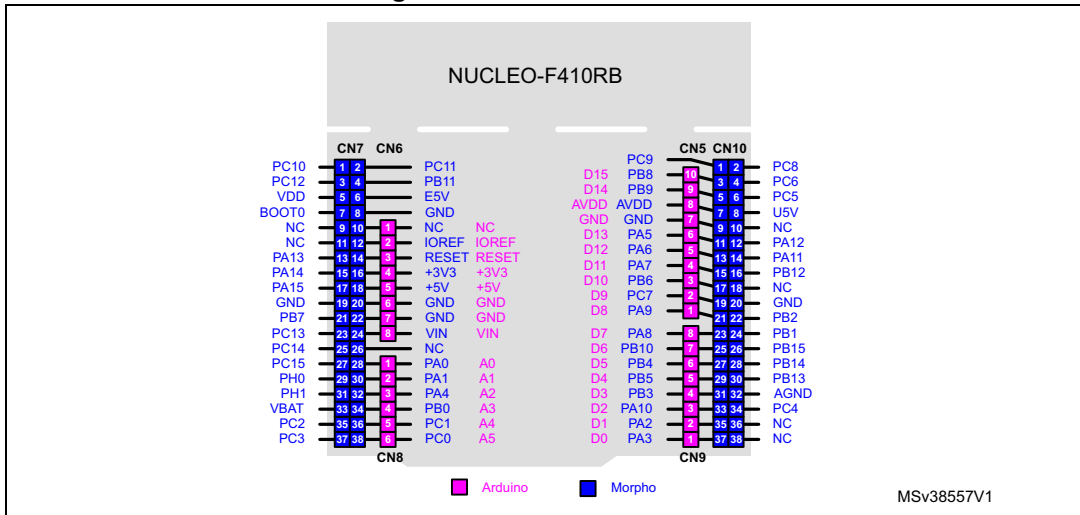 NUCLEO-F410RB
CN7 CN6 CN5 CN10
PC9
PC10 1 2 PC11 D15 PB8 10 1 2 PC8
PC12 3 4 PB11 D14 PB9 9 3 4 PC6
VDD 5 6 E5V AVDD AVDD 8 5 6 PC5
BOOT0 7 8 GND GND GND 7 7 8 U5V
NC 9 10 1 NC NC D13 PA5 6 9 10 NC
NC 11 12 2 IOREF IOREF D12 PA6 5 11 12 PA12
PA13 13 14 3 RESET RESET D11 PA7 4 13 14 PA11
PA14 15 16 4 +3V3 +3V3 D10 PB6 3 15 16 PB12
PA15 17 18 5 +5V +5V D9 PC7 2 17 18 NC
GND 19 20 6 GND GND D8 PA9 1 19 20 GND
PB7 21 22 7 GND GND 21 22 PB2
PC13 23 24 8 VIN VIN D7 PA8 8 23 24 PB1
PC14 25 26 NC D6 PB10 7 25 26 PB15
PC15 27 28 1 PA0 A0 D5 PB4 6 27 28 PB14
PH0 29 30 2 PA1 A1 D4 PB5 5 29 30 PB13
PH1 31 32 3 PA4 A2 D3 PB3 4 31 32 AGND
VBAT 33 34 4 PB0 A3 D2 PA10 3 33 34 PC4
PC2 35 36 5 PC1 A4 D1 PA2 2 35 36 NC
PC3 37 38 6 PC0 A5 D0 PA3 1 37 38 NC
CN8 CN9
Arduino Morpho
MSv38557V1